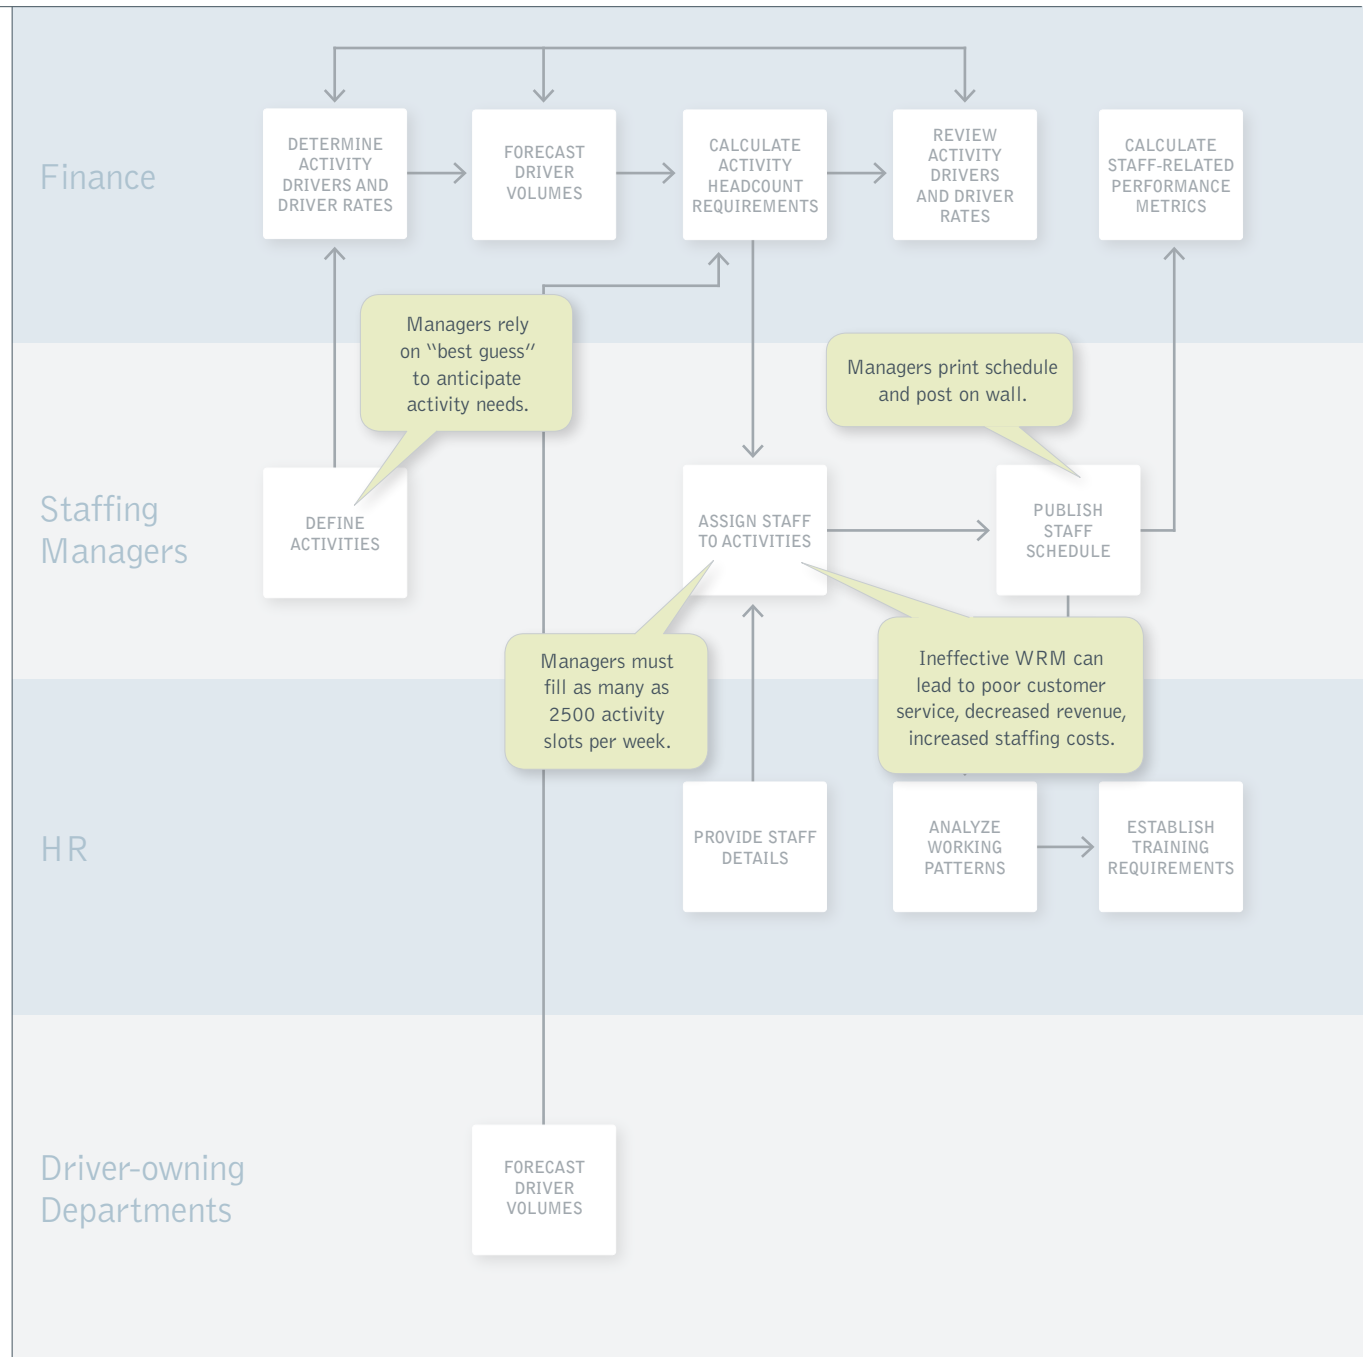 Finance
DETERMINE
ACTIVITY
DRIVERS AND
DRIVER RATES
FORECAST
DRIVER
VOLUMES
CALCULATE
ACTIVITY
HEADCOUNT
REQUIREMENTS
REVIEW
ACTIVITY
DRIVERS
AND DRIVER
RATES
CALCULATE
STAFF-RELATED
PERFORMANCE
METRICS
Managers rely
on “best guess”
to anticipate
activity needs.
Managers print schedule
and post on wall.
Staffing
Managers
DEFINE
ACTIVITIES
ASSIGN STAFF
TO ACTIVITIES
PUBLISH
STAFF
SCHEDULE
Managers must
fill as many as
2500 activity
slots per week.
Ineffective WRM can
lead to poor customer
service, decreased revenue,
increased staffing costs.
HR
PROVIDE STAFF
DETAILS
ANALYZE
WORKING
PATTERNS
ESTABLISH
TRAINING
REQUIREMENTS
Driver-owning
Departments
FORECAST
DRIVER
VOLUMES